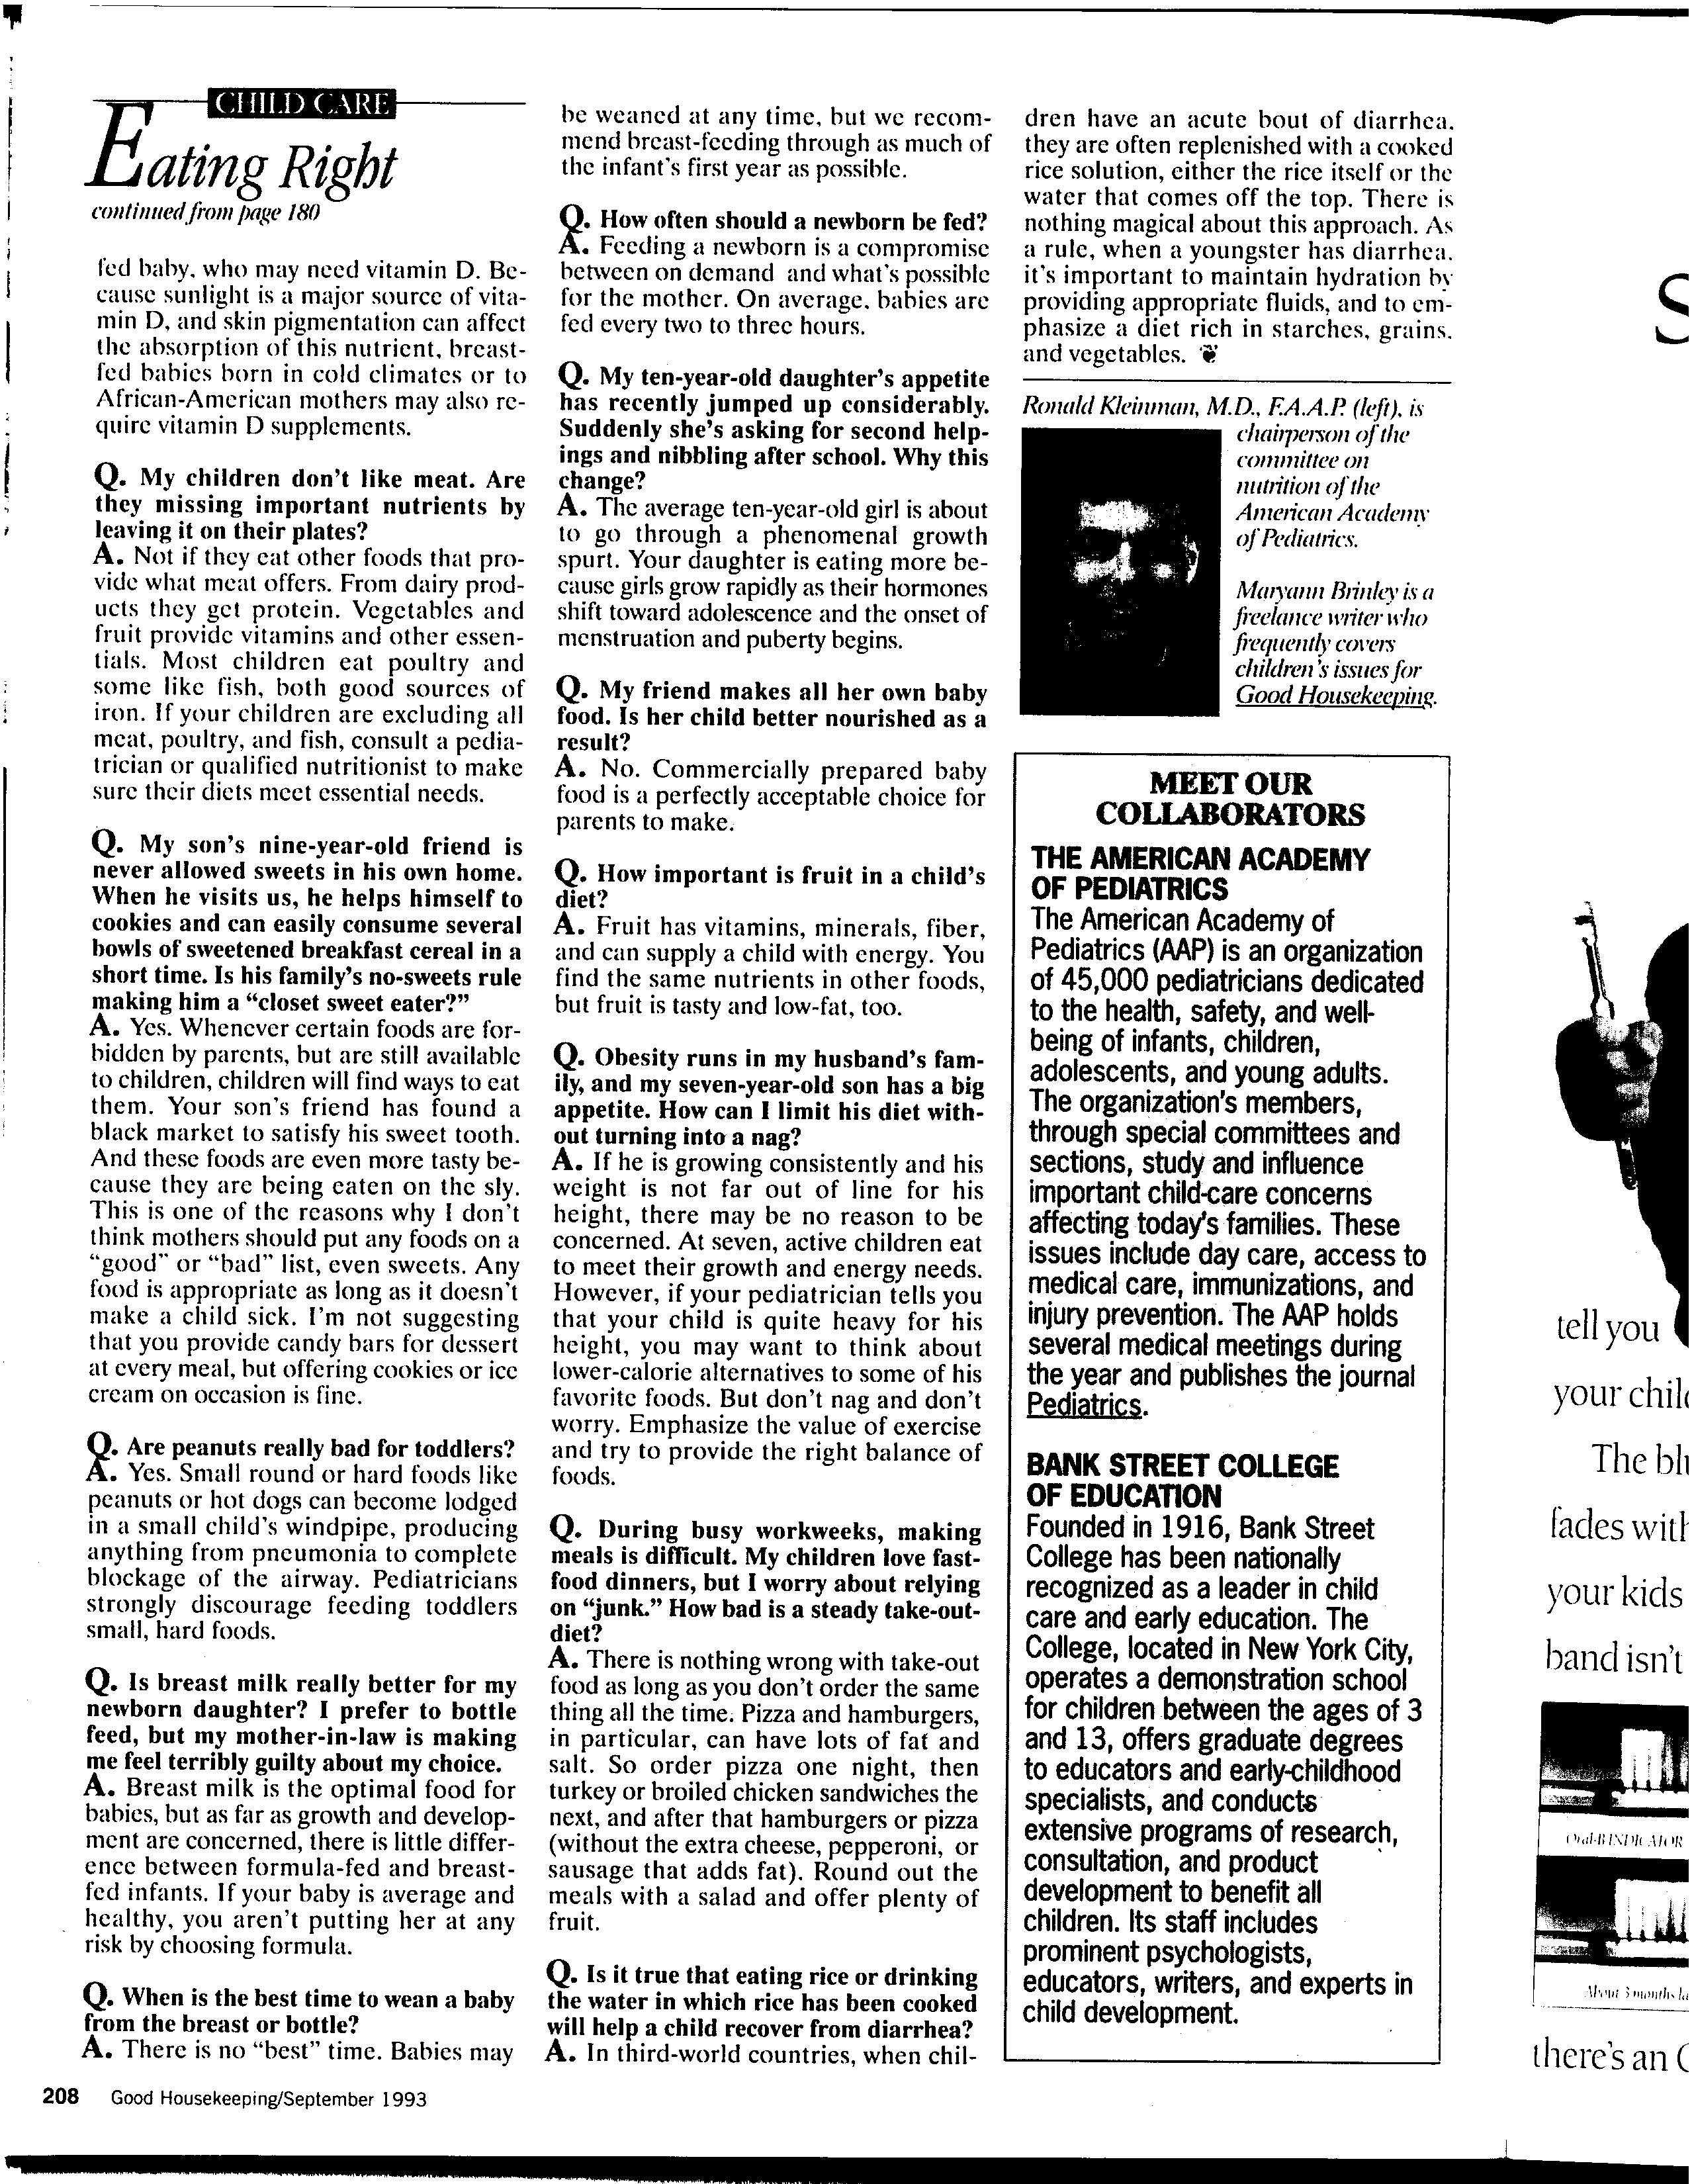 CHILD CARE
Eating Right
continued from page 180
fed baby, who may need vitamin D. Be-
cause sunlight is a major source of vita-
min D, and skin pigmentation can affect
the absorption of this nutrient, breast-
fed babies born in cold climates or to
African-American mothers may also re-
quire vitamin D supplements.
Q. My children don't like meat. Are
they missing important nutrients by
leaving it on their plates?
A. Not if they eat other foods that pro-
vide what meat offers. From dairy prod-
ucts they get protein. Vegetables and
fruit provide vitamins and other essen-
tials. Most children eat poultry and
some like fish, both good sources of
iron. If your children are excluding all
meat, poultry, and fish, consult a pedia-
trician or qualified nutritionist to make
sure their diets meet essential needs.
Q. My son's nine-year-old friend is
never allowed sweets in his own home.
When he visits us, he helps himself to
cookies and can easily consume several
bowls of sweetened breakfast cereal in a
short time. Is his family's no-sweets rule
making him a "closet sweet eater?"
A. Yes. Whenever certain foods are for-
bidden by parents, but are still available
to children, children will find ways to eat
them. Your son's friend has found a
black market to satisfy his sweet tooth.
And these foods are even more tasty be-
cause they are being eaten on the sly.
This is one of the reasons why I don't
think mothers should put any foods on a
"good" or "bad" list, even sweets. Any
food is appropriate as long as it doesn't
make a child sick. I'm not suggesting
that you provide candy bars for dessert
at every meal, but offering cookies or ice
cream on occasion is fine.
Q. Are peanuts really bad for toddlers?
A. Yes. Small round or hard foods like
peanuts or hot dogs can become lodged
in a small child's windpipe, producing
anything from pneumonia to complete
blockage of the airway. Pediatricians
strongly discourage feeding toddlers
small, hard foods.
Q. Is breast milk really better for my
newborn daughter? I prefer to bottle
feed, but my mother-in-law is making
me feel terribly guilty about my choice.
A. Breast milk is the optimal food for
babies, but as far as growth and develop-
ment are concerned, there is little differ-
ence between formula-fed and breast-
fed infants. If your baby is average and
healthy, you aren't putting her at any
risk by choosing formula.
Q. When is the best time to wean a baby
from the breast or bottle?
A. There is no "best" time. Babies may
be weaned at any time, but we recom-
mend breast-feeding through as much of
the infant's first year as possible.
Q. How often should a newborn be fed?
A. Feeding a newborn is a compromise
between on demand and what's possible
for the mother. On average, babies are
fed every two to three hours.
Q. My ten-year-old daughter's appetite
has recently jumped up considerably.
Suddenly she's asking for second help-
ings and nibbling after school. Why this
change?
A. The average ten-year-old girl is about
to go through a phenomenal growth
spurt. Your daughter is eating more be-
cause girls grow rapidly as their hormones
shift toward adolescence and the onset of
menstruation and puberty begins.
Q. My friend makes all her own baby
food. Is her child better nourished as a
result?
A. No. Commercially prepared baby
food is a perfectly acceptable choice for
parents to make.
Q. How important is fruit in a child's
diet?
A. Fruit has vitamins, minerals, fiber,
and can supply a child with energy. You
find the same nutrients in other foods,
but fruit is tasty and low-fat, too.
Q. Obesity runs in my husband's fam-
ily, and my seven-year-old son has a big
appetite. How can I limit his diet with-
out turning into a nag?
A. If he is growing consistently and his
weight is not far out of line for his
height, there may be no reason to be
concerned. At seven, active children eat
to meet their growth and energy needs.
However, if your pediatrician tells you
that your child is quite heavy for his
height, you may want to think about
lower-calorie alternatives to some of his
favorite foods. But don't nag and don't
worry. Emphasize the value of exercise
and try to provide the right balance of
foods.
Q. During busy workweeks, making
meals is difficult. My children love fast-
food dinners, but I worry about relying
on "junk." How bad is a steady take-out-
diet?
A. There is nothing wrong with take-out
food as long as you don't order the same
thing all the time. Pizza and hamburgers,
in particular, can have lots of fat and
salt. So order pizza one night, then
turkey or broiled chicken sandwiches the
next, and after that hamburgers or pizza
(without the extra cheese, pepperoni, or
sausage that adds fat). Round out the
meals with a salad and offer plenty of
fruit.
Q. Is it true that eating rice or drinking
the water in which rice has been cooked
will help a child recover from diarrhea?
A. In third-world countries, when chil-
dren have an acute bout of diarrhea,
they are often replenished with a cooked
rice solution, either the rice itself or the
water that comes off the top. There is
nothing magical about this approach. As
a rule, when a youngster has diarrhea,
it's important to maintain hydration by
providing appropriate fluids, and to em-
phasize a diet rich in starches, grains,
and vegetables.
Ronald Kleinman, M.D., F.A.A.P. (left), is
chairperson of the
committee on
nutrition of the
American Academy
of Pediatrics.
Maryann Brinley is a
freelance writer who
frequently covers
children's issues for
Good Housekeeping.
MEET OUR
COLLABORATORS
THE AMERICAN ACADEMY
OF PEDIATRICS
The American Academy of
Pediatrics (AAP) is an organization
of 45,000 pediatricians dedicated
to the health, safety, and well-
being of infants, children,
adolescents, and young adults.
The organization's members,
through special committees and
sections, study and influence
important child-care concerns
affecting today's families. These
issues include day care, access to
medical care, immunizations, and
injury prevention. The AAP holds
several medical meetings during
the year and publishes the journal
Pediatrics.
BANK STREET COLLEGE
OF EDUCATION
Founded in 1916, Bank Street
College has been nationally
recognized as a leader in child
care and early education. The
College, located in New York City,
operates a demonstration school
for children between the ages of 3
and 13, offers graduate degrees
to educators and early-childhood
specialists, and conducts
extensive programs of research,
consultation, and product
development to benefit all
children. Its staff includes
prominent psychologists,
educators, writers, and experts in
child development.
208 Good Housekeeping/September 1993
S
tell you
your
The
fades
your kids
band isn't
Oral-B INDICATOR
About 3 months
there's an